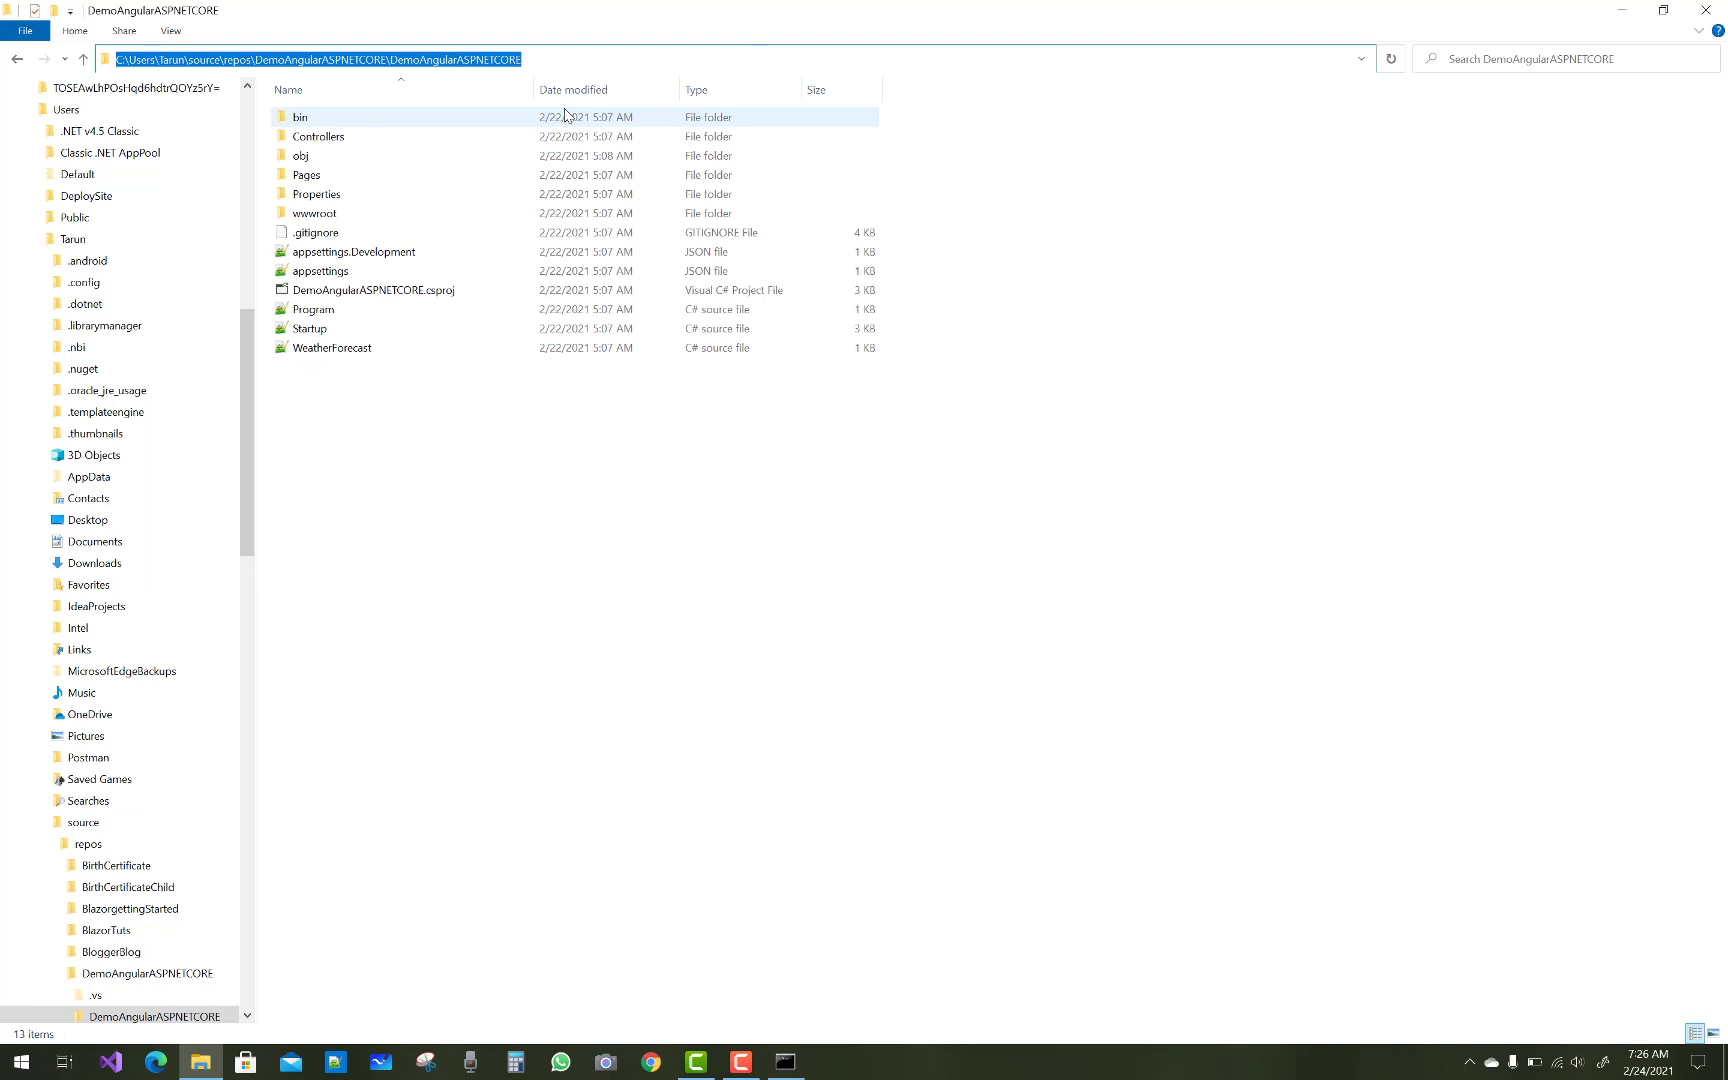 DemoAngularASPNETCORE
File Home Share View
C:\Users\Tarun\source\repos\DemoAngularASPNETCORE\DemoAngularASPNETCORE
Search DemoAngularASPNETCORE
TOSEAwLhPOsHqd6hdtrQOYz5rY=
Users
.NET v4.5 Classic
Classic .NET AppPool
Default
DeploySite
Public
Tarun
.android
.config
.dotnet
.librarymanager
.nbi
.nuget
.oracle_jre_usage
.templateengine
.thumbnails
3D Objects
AppData
Contacts
Desktop
Documents
Downloads
Favorites
IdeaProjects
Intel
Links
MicrosoftEdgeBackups
Music
OneDrive
Pictures
Postman
Saved Games
Searches
source
repos
BirthCertificate
BirthCertificateChild
BlazorgettingStarted
BlazorTuts
BloggerBlog
DemoAngularASPNETCORE
.vs
DemoAngularASPNETCORE
Name Date modified Type Size
bin 2/22/2021 5:07 AM File folder
Controllers 2/22/2021 5:07 AM File folder
obj 2/22/2021 5:08 AM File folder
Pages 2/22/2021 5:07 AM File folder
Properties 2/22/2021 5:07 AM File folder
wwwroot 2/22/2021 5:07 AM File folder
.gitignore 2/22/2021 5:07 AM GITIGNORE File 4 KB
appsettings.Development 2/22/2021 5:07 AM JSON file 1 KB
appsettings 2/22/2021 5:07 AM JSON file 1 KB
DemoAngularASPNETCORE.csproj 2/22/2021 5:07 AM Visual C# Project File 3 KB
Program 2/22/2021 5:07 AM C# source file 1 KB
Startup 2/22/2021 5:07 AM C# source file 3 KB
WeatherForecast 2/22/2021 5:07 AM C# source file 1 KB
13 items
7:26 AM
2/24/2021